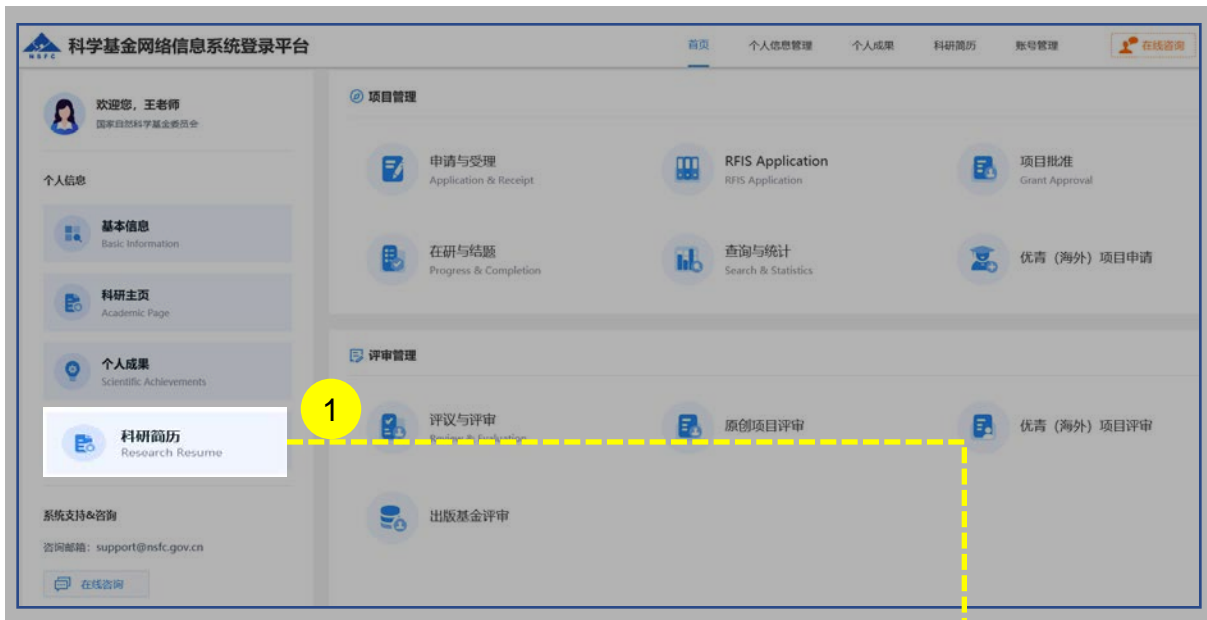 NSFC
科学基金网络信息系统登录平台
首页
个人信息管理
个人成果
科研简历
账号管理
在线咨询
欢迎您，王老师
国家自然科学基金委员会
个人信息
基本信息
Basic Information
科研主页
Academic Page
个人成果
Scientific Achievements
科研简历
Research Resume
1
系统支持&咨询
咨询邮箱：support@nsfc.gov.cn
在线咨询
项目管理
申请与受理
Application & Receipt
RFIS Application
RFIS Application
项目批准
Grant Approval
在研与结题
Progress & Completion
查询与统计
Search & Statistics
优青（海外）项目申请
评审管理
评议与评审
Review & Evaluation
原创项目评审
优青（海外）项目评审
出版基金评审